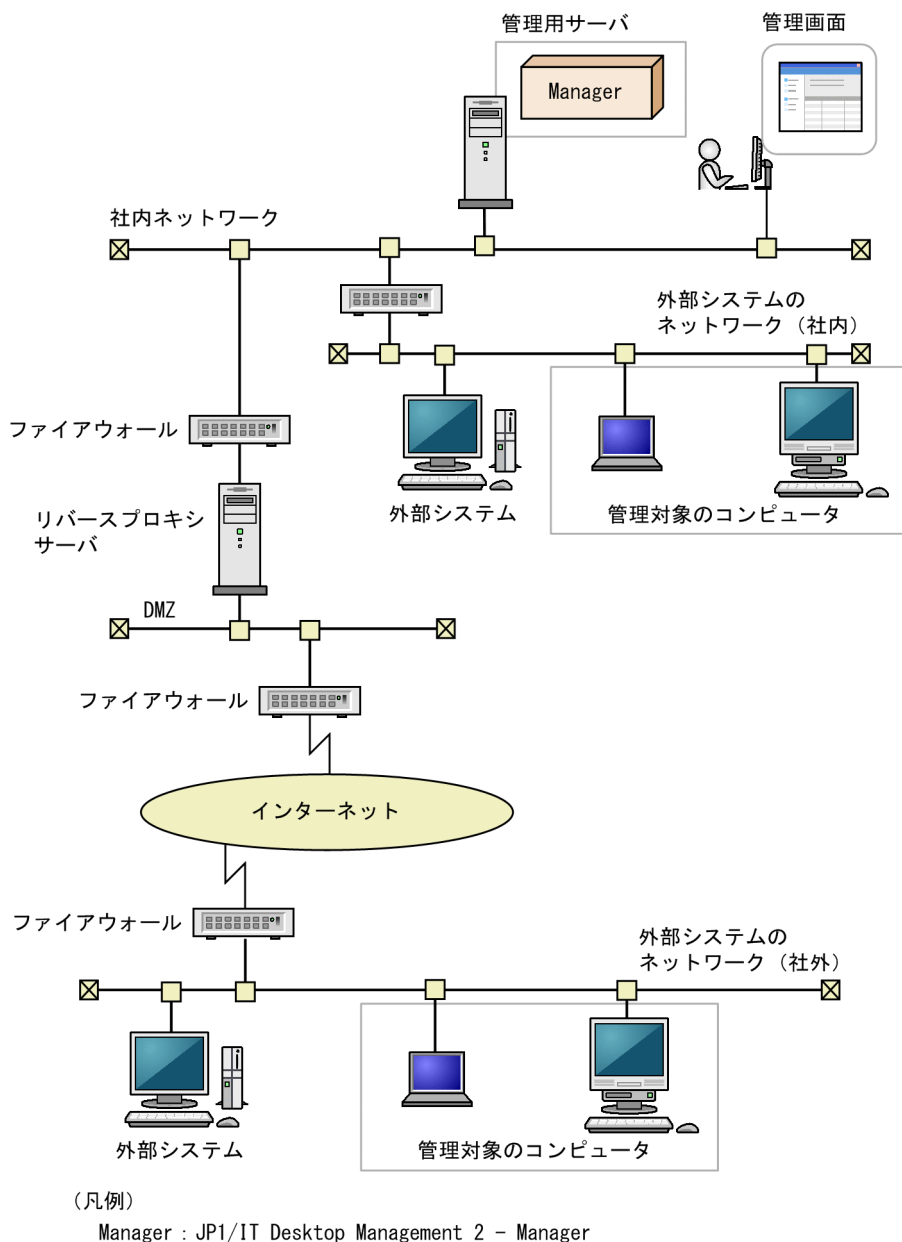 管理用サーバ
管理画面
Manager
社内ネットワーク
外部システムの
ネットワーク（社内）
ファイアウォール
リバースプロキシ
サーバ
外部システム
管理対象のコンピュータ
DMZ
ファイアウォール
インターネット
ファイアウォール
外部システムの
ネットワーク（社外）
外部システム
管理対象のコンピュータ
（凡例）
Manager：JP1/IT Desktop Management 2 − Manager